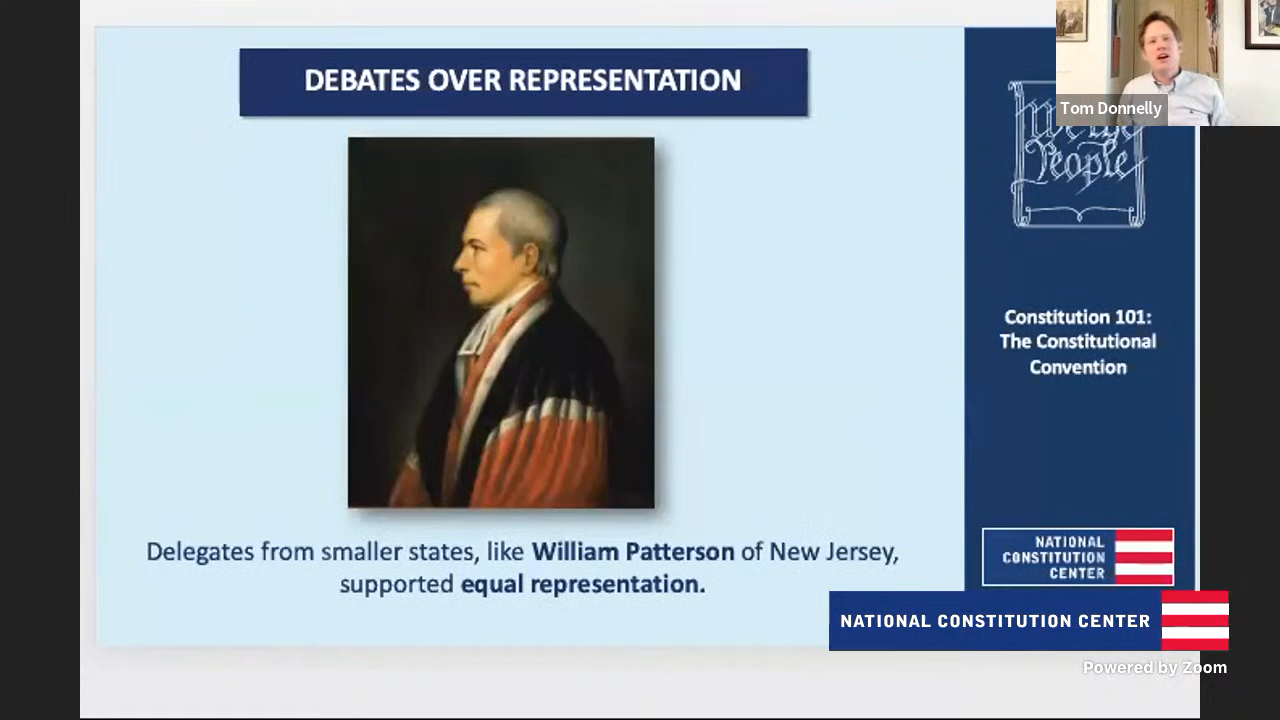 DEBATES OVER REPRESENTATION
Delegates from smaller states, like William Patterson of New Jersey,
supported equal representation.
Tom Donnelly
We the
People
Constitution 101:
The Constitutional
Convention
NATIONAL
CONSTITUTION
CENTER
NATIONAL CONSTITUTION CENTER
Powered by Zoom